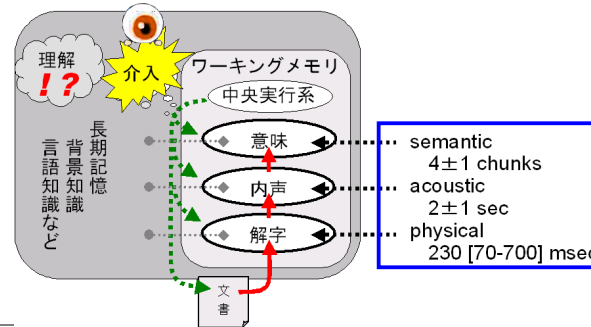 理解
！？
介入
ワーキングメモリ
中央実行系
意味
内声
解字
長期記憶
背景知識
言語知識など
文書
semantic
4±1 chunks
acoustic
2±1 sec
physical
230 [70-700] msec